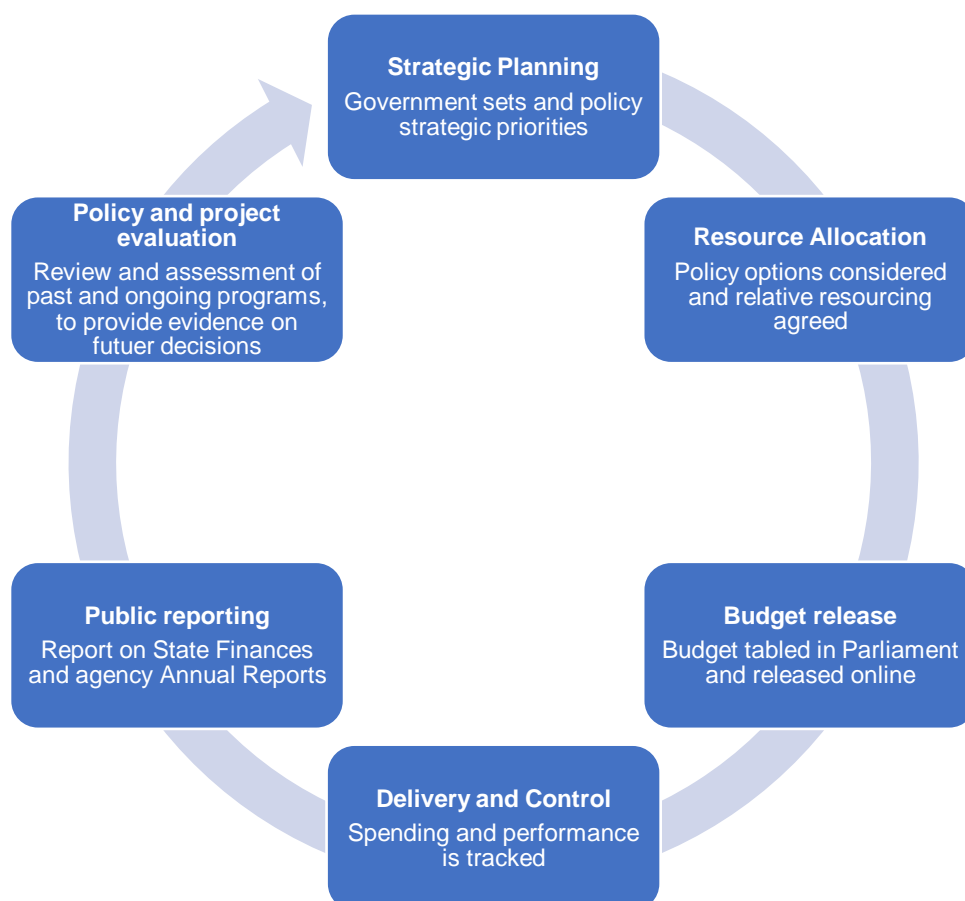 Strategic Planning
Government sets and policy
strategic priorities
Resource Allocation
Policy options considered
and relative resourcing
agreed
Budget release
Budget tabled in Parliament
and released online
Delivery and Control
Spending and performance
is tracked
Public reporting
Report on State Finances
and agency Annual Reports
Policy and project
evaluation
Review and assessment of
past and ongoing programs,
to provide evidence on
futuer decisions